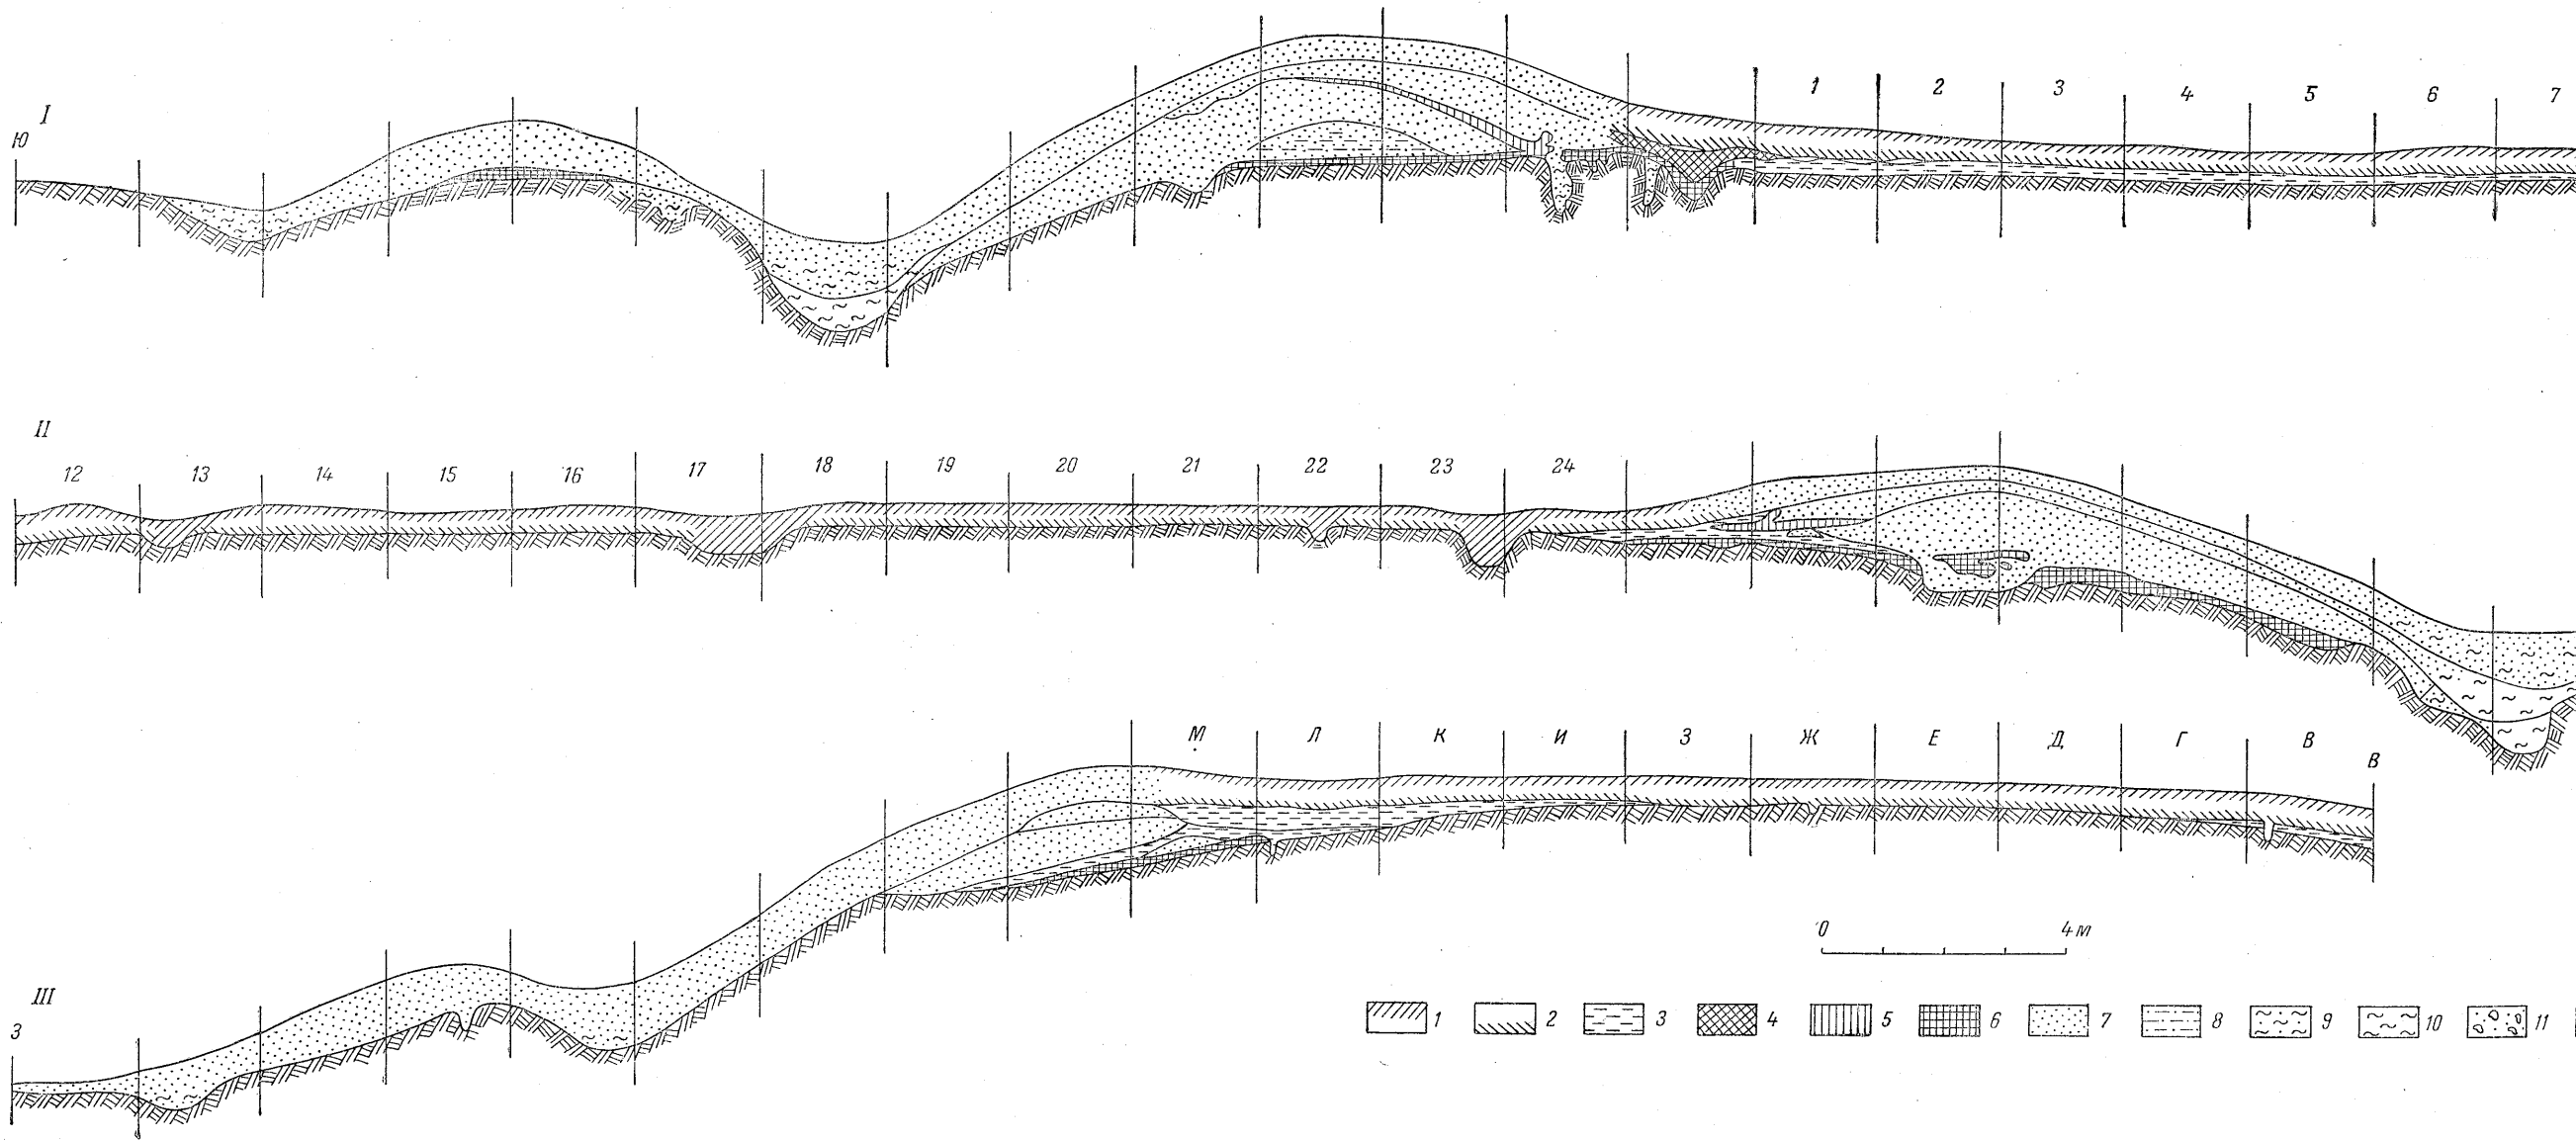 I
Ю
1 2 3 4 5 6 7
II
12 13 14 15 16 17 18 19 20 21 22 23 24
М Л К И З Ж Е Д Г В
В
0 4 м
III
З
1 2 3 4 5 6 7 8 9 10 11